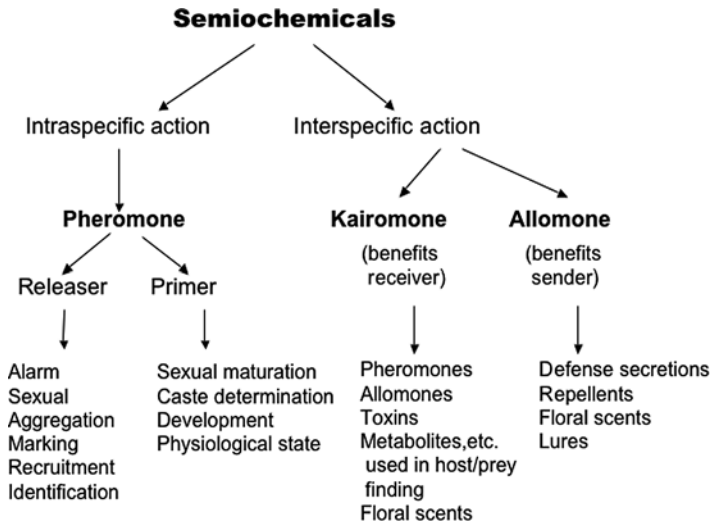 Semiochemicals
Intraspecific action
Interspecific action
Pheromone
Kairomone
Allomone
(benefits
receiver)
(benefits
sender)
Releaser
Primer
Alarm
Sexual
Aggregation
Marking
Recruitment
Identification
Sexual maturation
Caste determination
Development
Physiological state
Pheromones
Allomones
Toxins
Metabolites,etc.
used in host/prey
finding
Floral scents
Defense secretions
Repellents
Floral scents
Lures